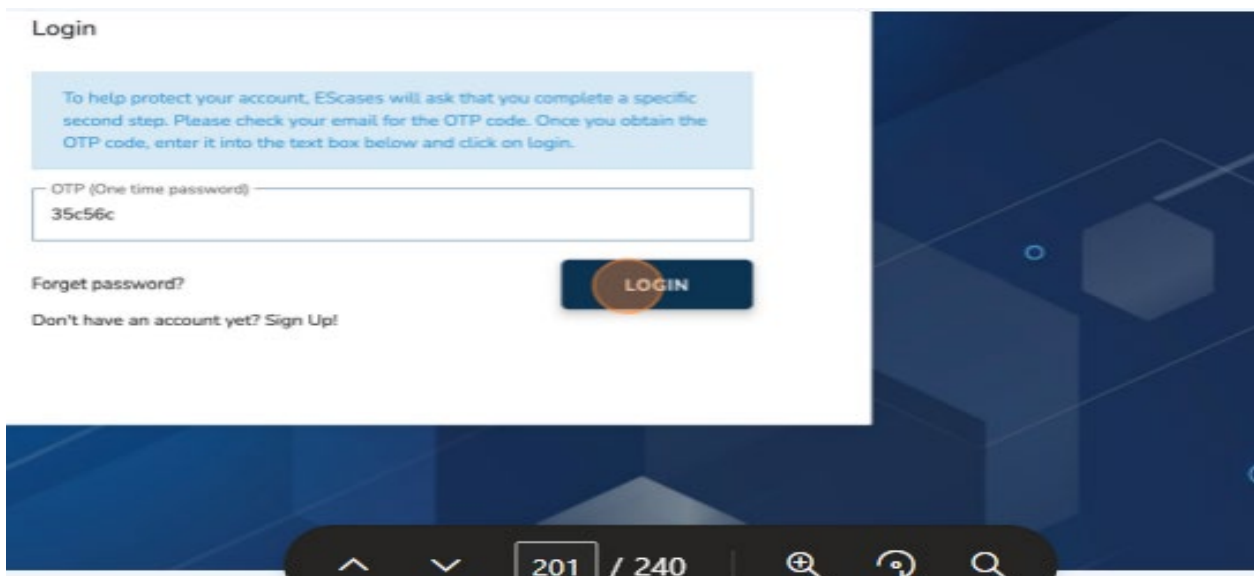 Login
To help protect your account, EScases will ask that you complete a specific
second step. Please check your email for the OTP code. Once you obtain the
OTP code, enter it into the text box below and click on login.
OTP (One time password)
35c56c
Forget password?
LOGIN
Don't have an account yet? Sign Up!
201 / 240